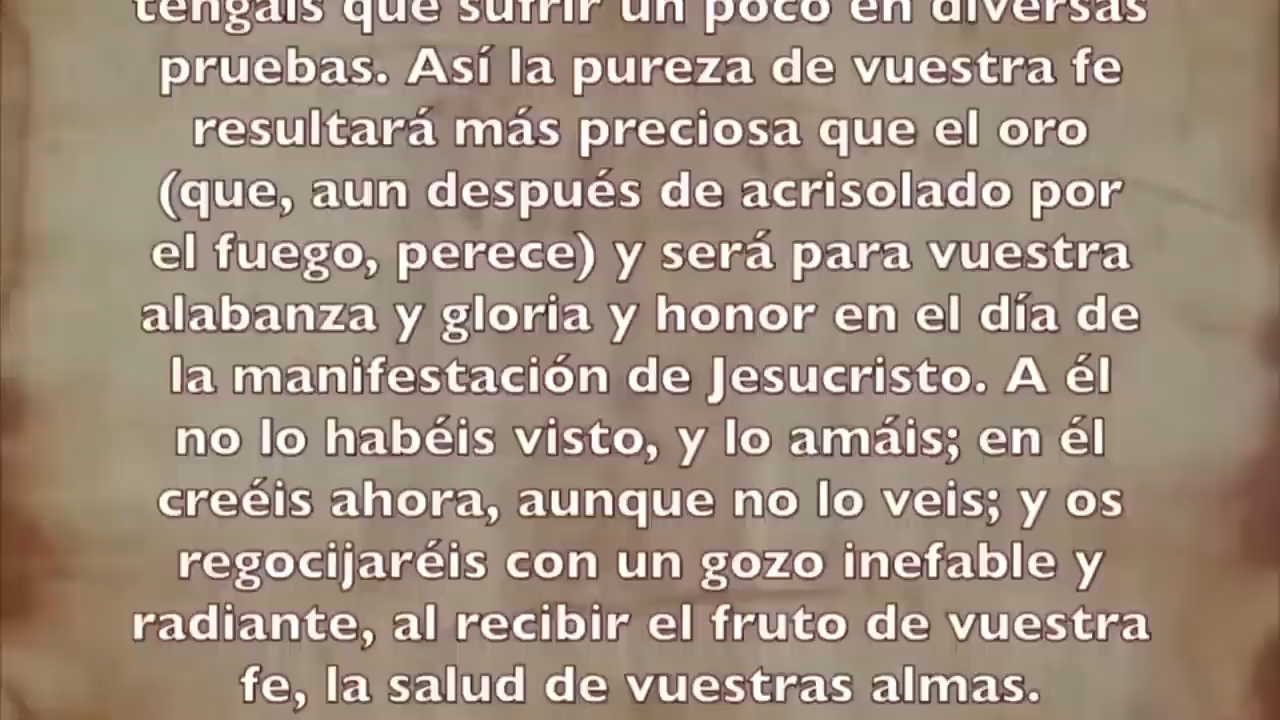 tengáis que sufrir un poco en diversas
pruebas. Así la pureza de vuestra fe
resultará más preciosa que el oro
(que, aun después de acrisolado por
el fuego, perece) y será para vuestra
alabanza y gloria y honor en el día de
la manifestación de Jesucristo. A él
no lo habéis visto, y lo amáis; en él
creéis ahora, aunque no lo veis; y os
regocijaréis con un gozo inefable y
radiante, al recibir el fruto de vuestra
fe, la salud de vuestras almas.